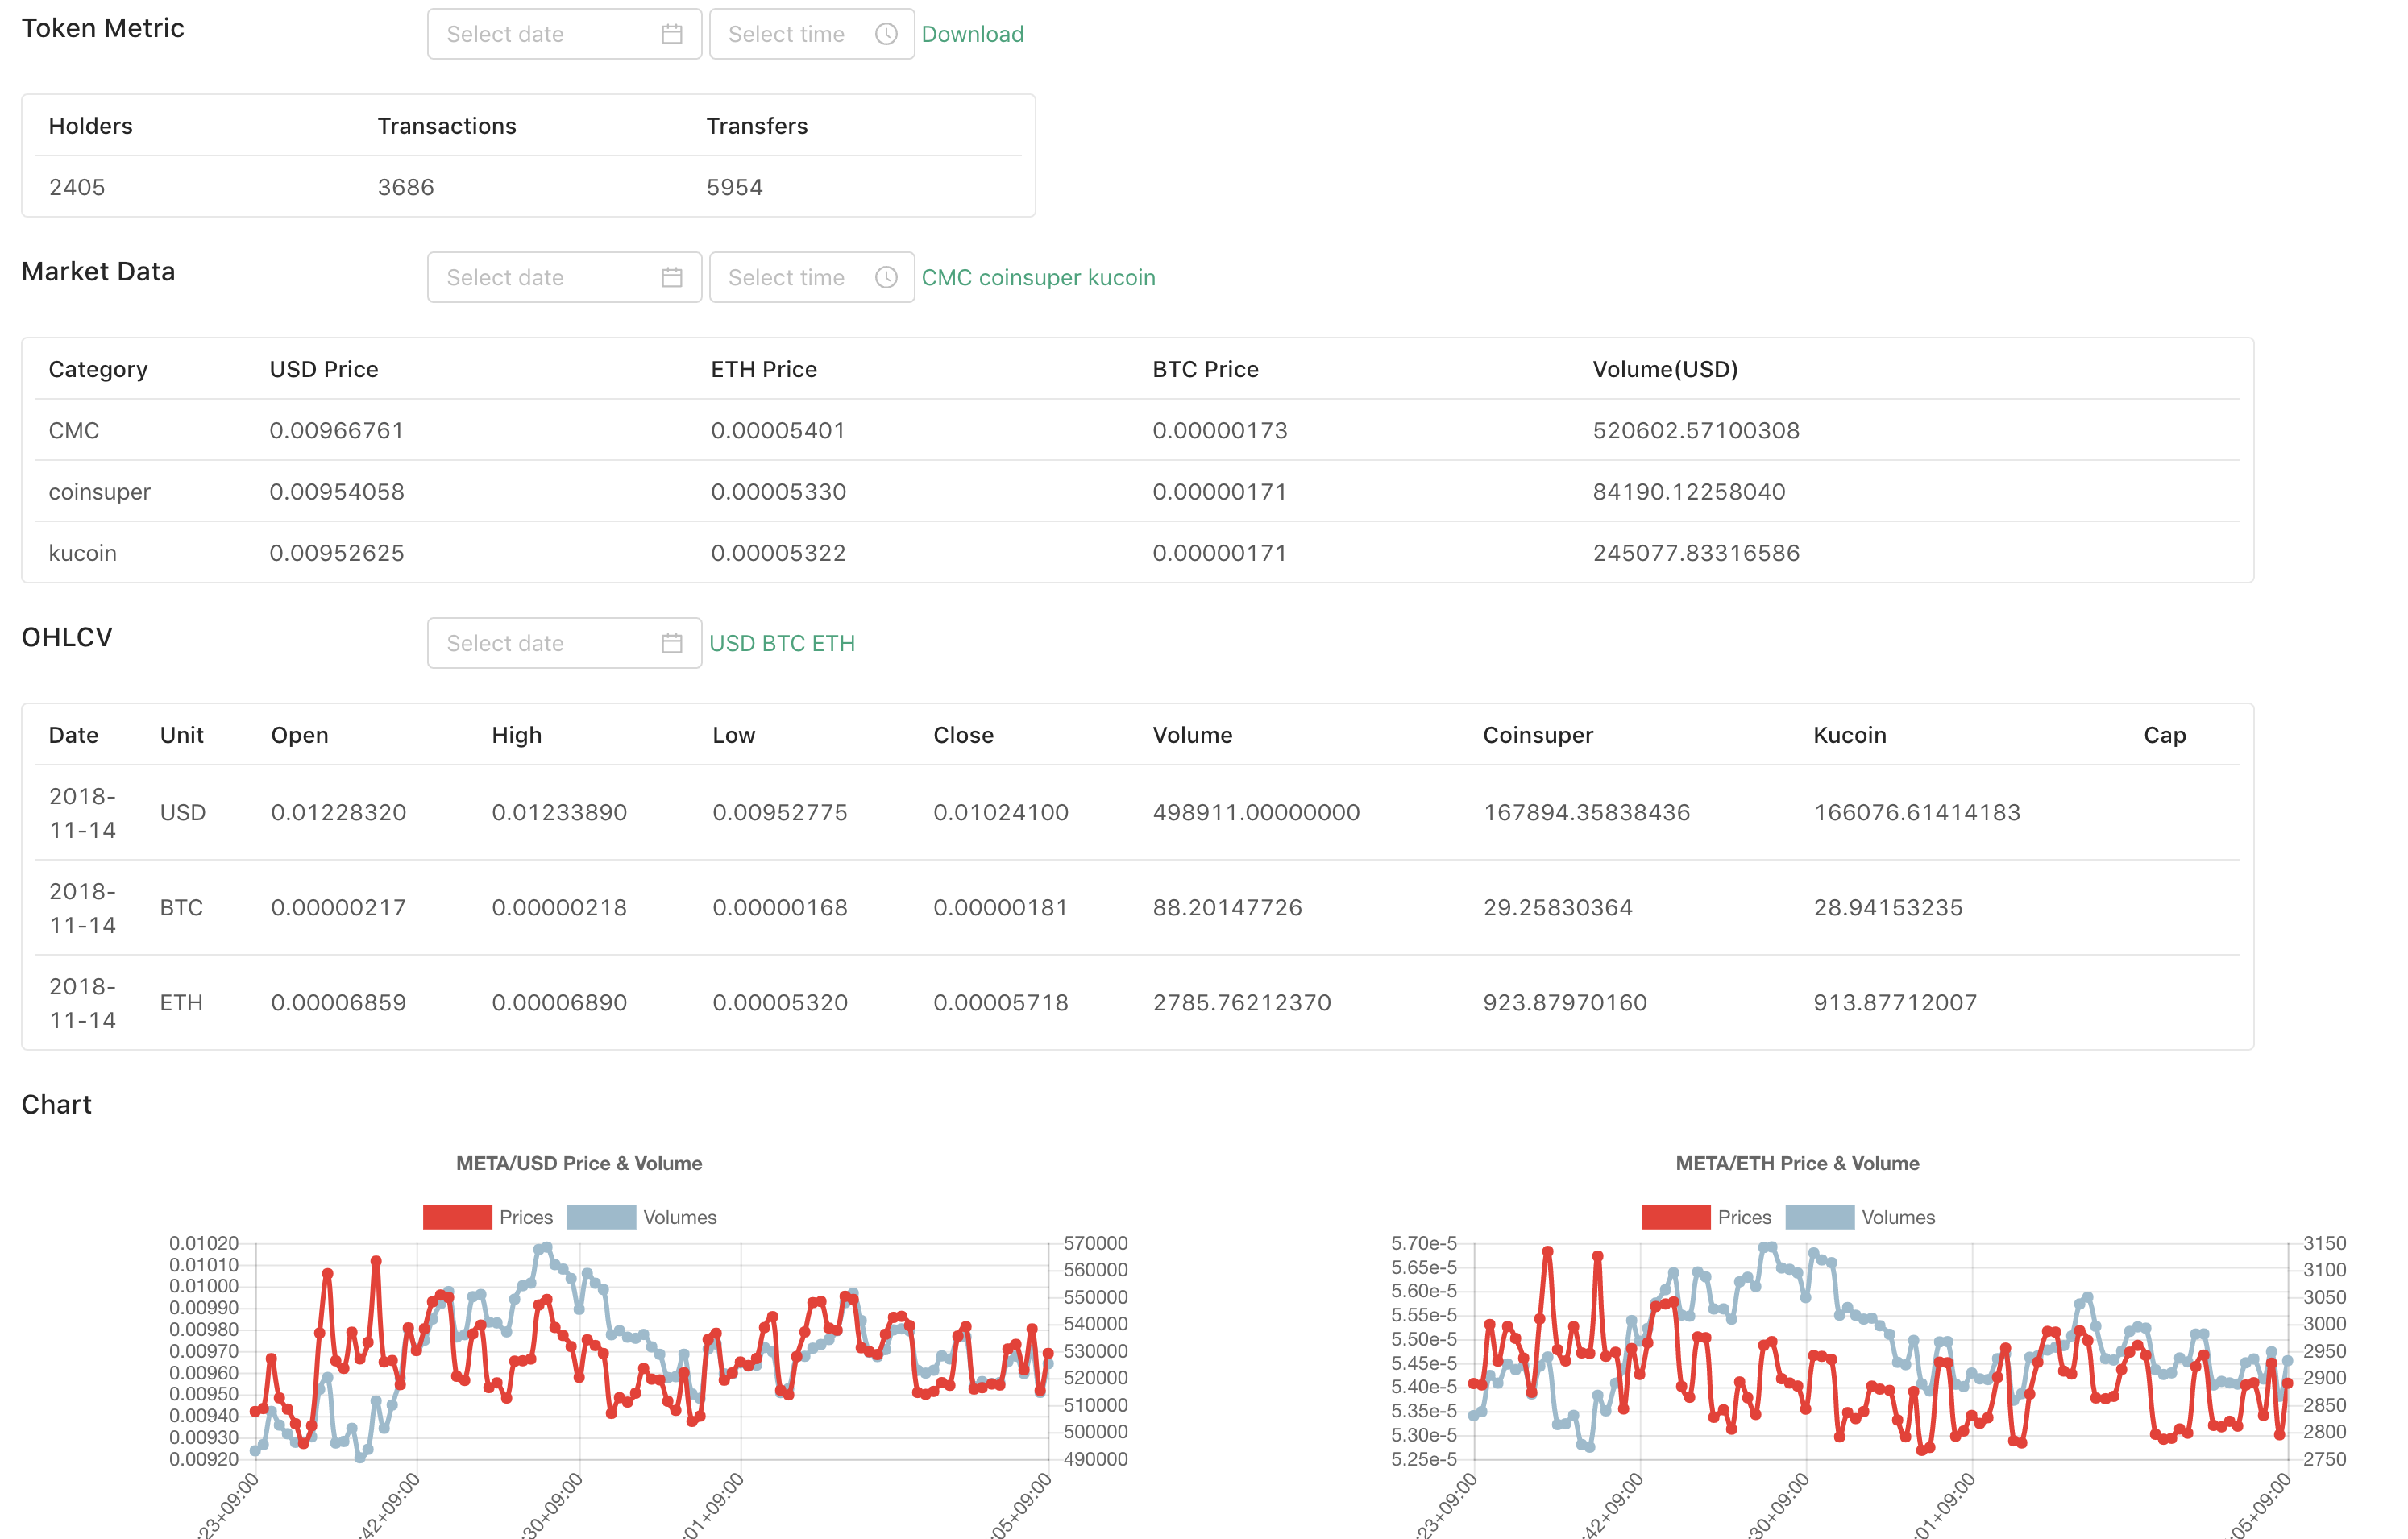 Token Metric Select date Select time Download
Holders Transactions Transfers
2405 3686 5954
Market Data Select date Select time CMC coinsuper kucoin
Category USD Price ETH Price BTC Price Volume(USD)
CMC 0.00966761 0.00005401 0.00000173 520602.57100308
coinsuper 0.00954058 0.00005330 0.00000171 84190.12258040
kucoin 0.00952625 0.00005322 0.00000171 245077.83316586
OHLCV Select date USD BTC ETH
Date Unit Open High Low Close Volume Coinsuper Kucoin Cap
2018-
11-14 USD 0.01228320 0.01233890 0.00952775 0.01024100 498911.00000000 167894.35838436 166076.61414183
2018-
11-14 BTC 0.00000217 0.00000218 0.00000168 0.00000181 88.20147726 29.25830364 28.94153235
2018-
11-14 ETH 0.00006859 0.00006890 0.00005320 0.00005718 2785.76212370 923.87970160 913.87712007
Chart
META/USD Price & Volume
Prices Volumes
0.01020 570000
0.01010 560000
0.01000 550000
0.00990 540000
0.00980 530000
0.00970 520000
0.00960 510000
0.00950 500000
0.00940 490000
0.00930
0.00920
:23+09:00 :42+09:00 :30+09:00 :01+09:00 :05+09:00
META/ETH Price & Volume
Prices Volumes
5.70e-5 3150
5.65e-5 3100
5.60e-5 3050
5.55e-5 3000
5.50e-5 2950
5.45e-5 2900
5.40e-5 2850
5.35e-5 2800
5.30e-5 2750
5.25e-5
:23+09:00 :42+09:00 :30+09:00 :01+09:00 :05+09:00